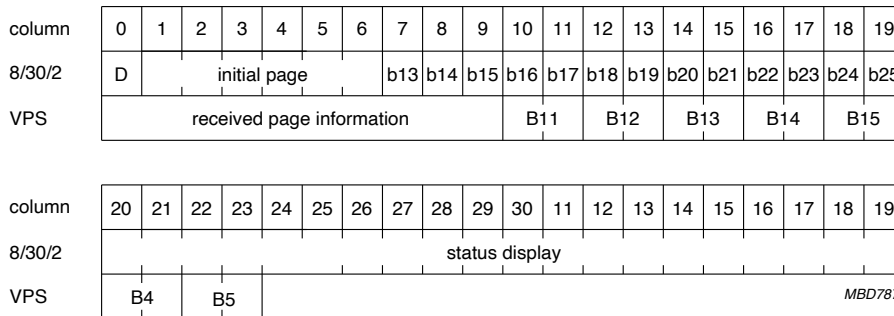 column 0 1 2 3 4 5 6 7 8 9 10 11 12 13 14 15 16 17 18 19
8/30/2 D initial page b13 b14 b15 b16 b17 b18 b19 b20 b21 b22 b23 b24 b25
VPS received page information B11 B12 B13 B14 B15
column 20 21 22 23 24 25 26 27 28 29 30 11 12 13 14 15 16 17 18 19
8/30/2 status display
VPS B4 B5 MBD787